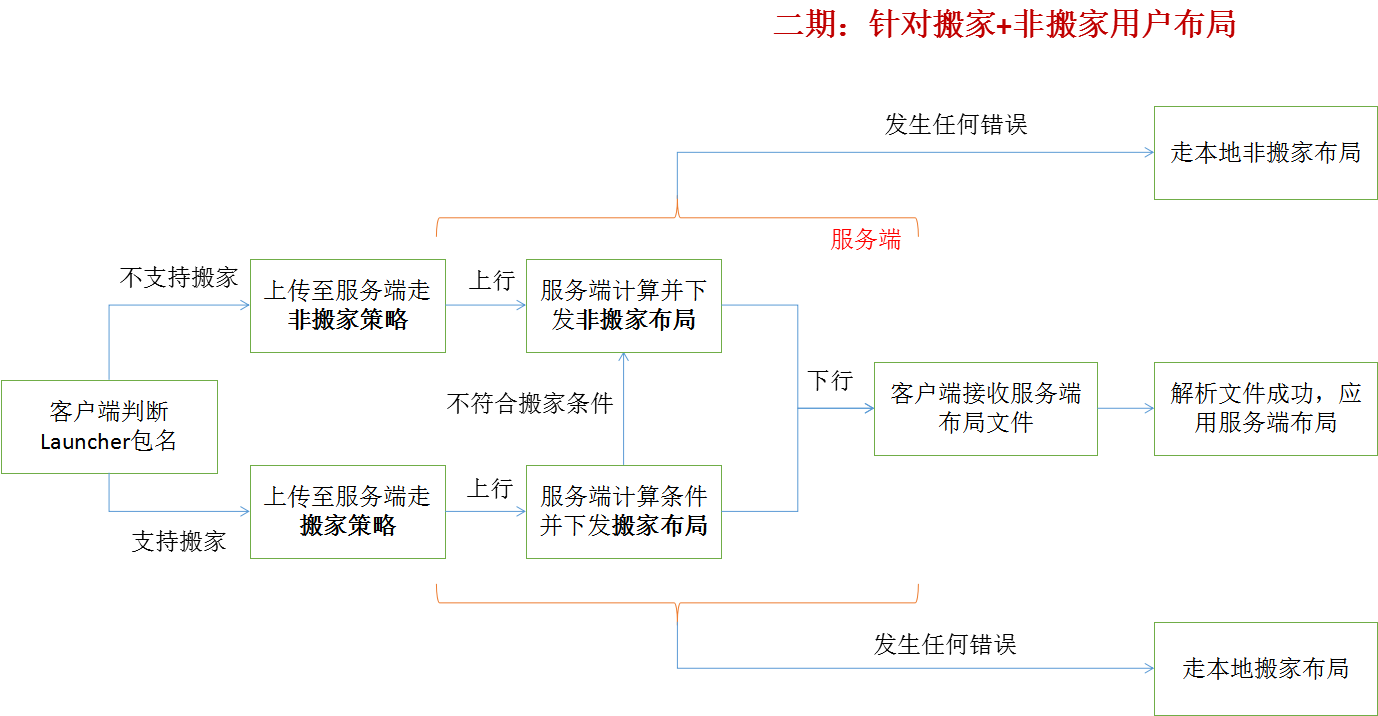 二期：针对搬家+非搬家用户布局
发生任何错误
走本地非搬家布局
服务端
不支持搬家
上传至服务端走
非搬家策略
上行
服务端计算并下
发非搬家布局
客户端判断
Launcher包名
不符合搬家条件
下行
客户端接收服务端
布局文件
解析文件成功，应
用服务端布局
支持搬家
上传至服务端走
搬家策略
上行
服务端计算条件
并下发搬家布局
发生任何错误
走本地搬家布局